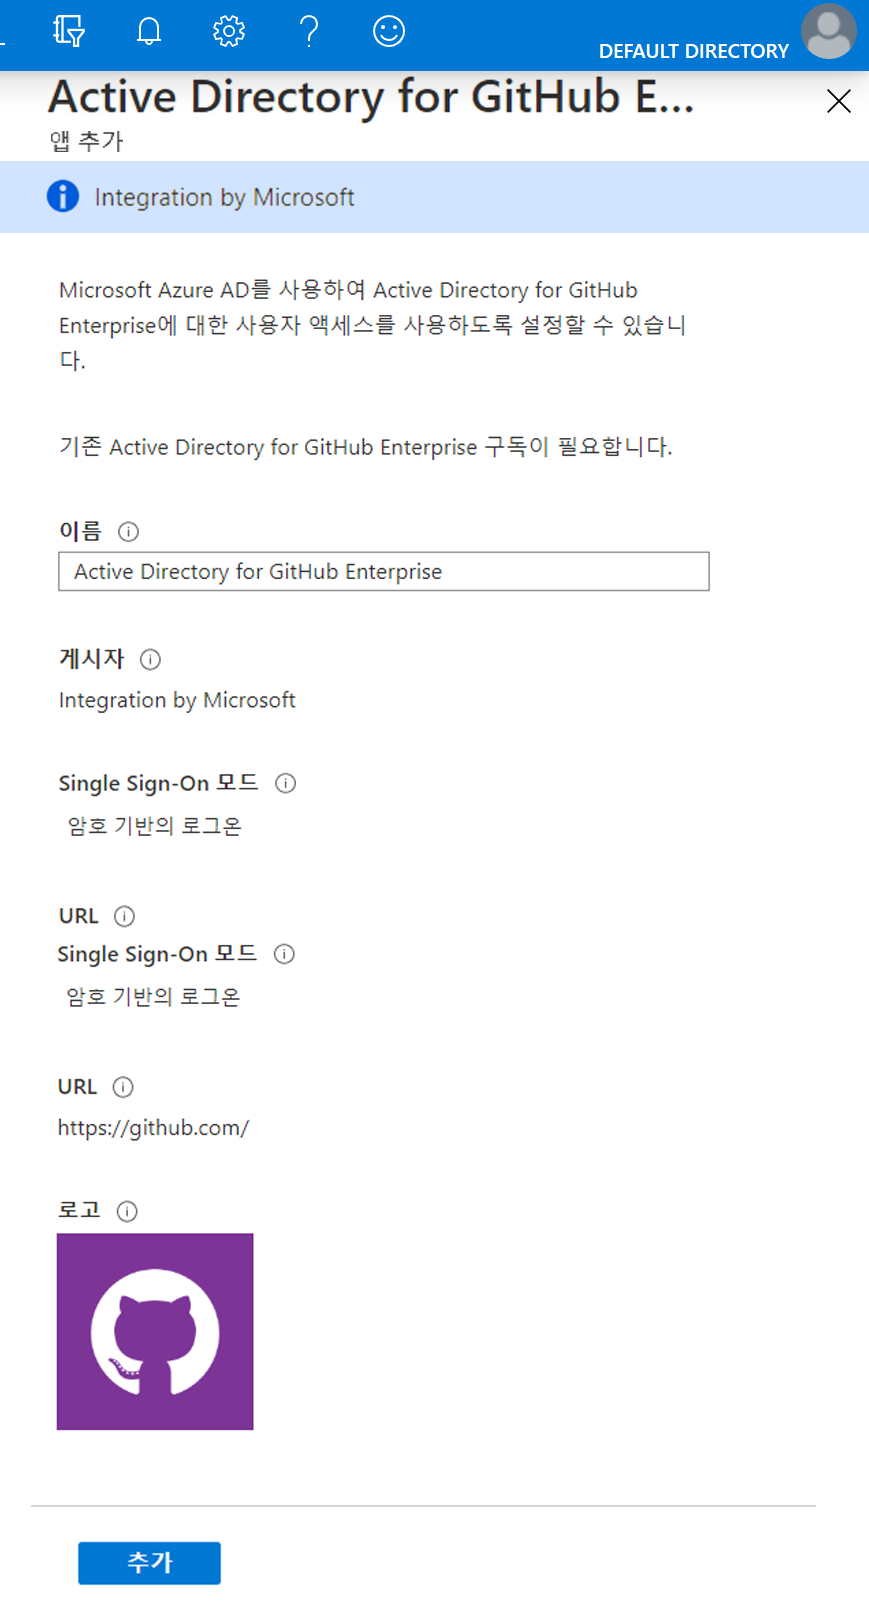 DEFAULT DIRECTORY
Active Directory for GitHub E...
앱 추가
Integration by Microsoft
Microsoft Azure AD를 사용하여 Active Directory for GitHub
Enterprise에 대한 사용자 액세스를 사용하도록 설정할 수 있습니
다.
기존 Active Directory for GitHub Enterprise 구독이 필요합니다.
이름
Active Directory for GitHub Enterprise
게시자
Integration by Microsoft
Single Sign-On 모드
암호 기반의 로그온
URL
Single Sign-On 모드
암호 기반의 로그온
URL
https://github.com/
로고
추가